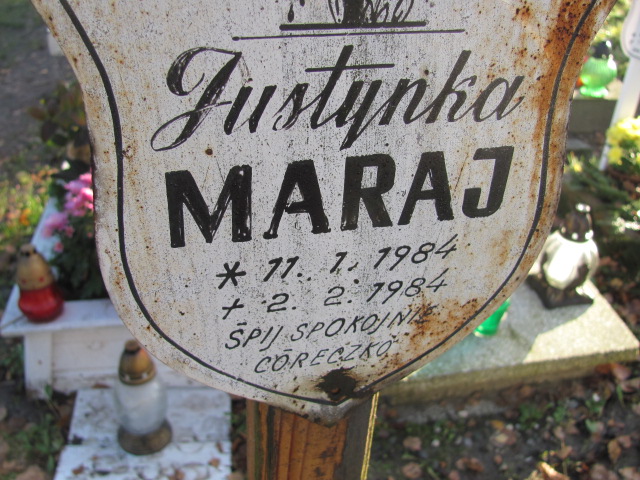 Justynka
MARAJ
* 11. 1. 1984.
+ 2. 2. 1984
ŚPIJ SPOKOJNIE
CÓRECZKO